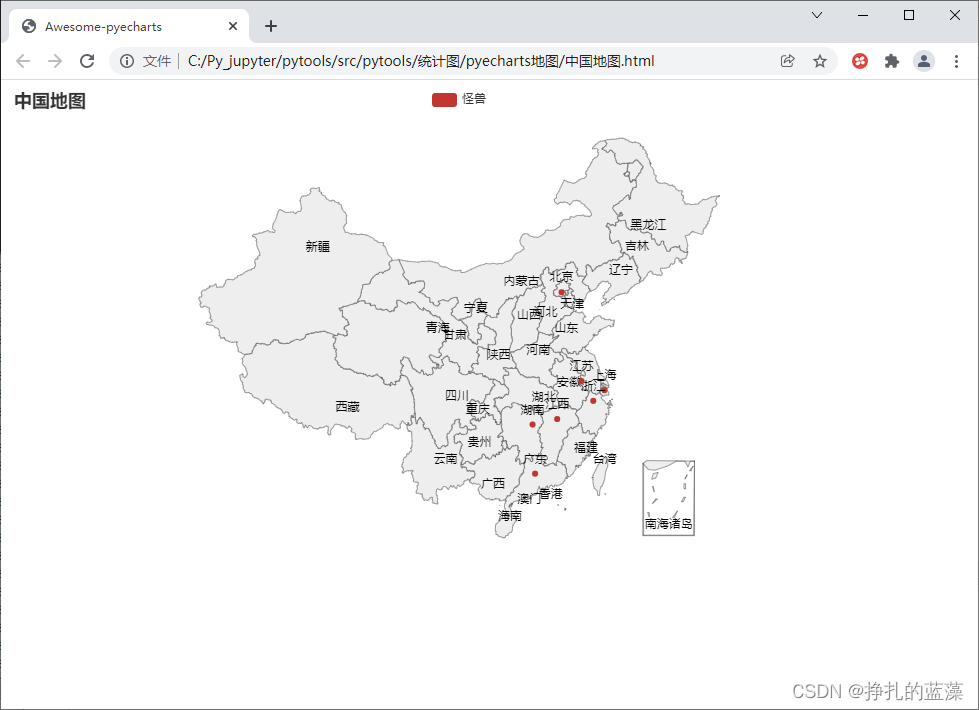 Awesome-pyecharts
文件 C:/Py_jupyter/pytools/src/pytools/统计图/pyecharts地图/中国地图.html
中国地图
怪兽
黑龙江
新疆
吉林
辽宁
内蒙古
北京
天津
宁夏
山西
河北
青海
甘肃
山东
陕西
河南
江苏
安徽
上海
浙江
四川
湖北
西藏
重庆
湖南
江西
贵州
福建
云南
广东
台湾
广西
澳门
香港
海南
南海诸岛
CSDN @挣扎的蓝藻